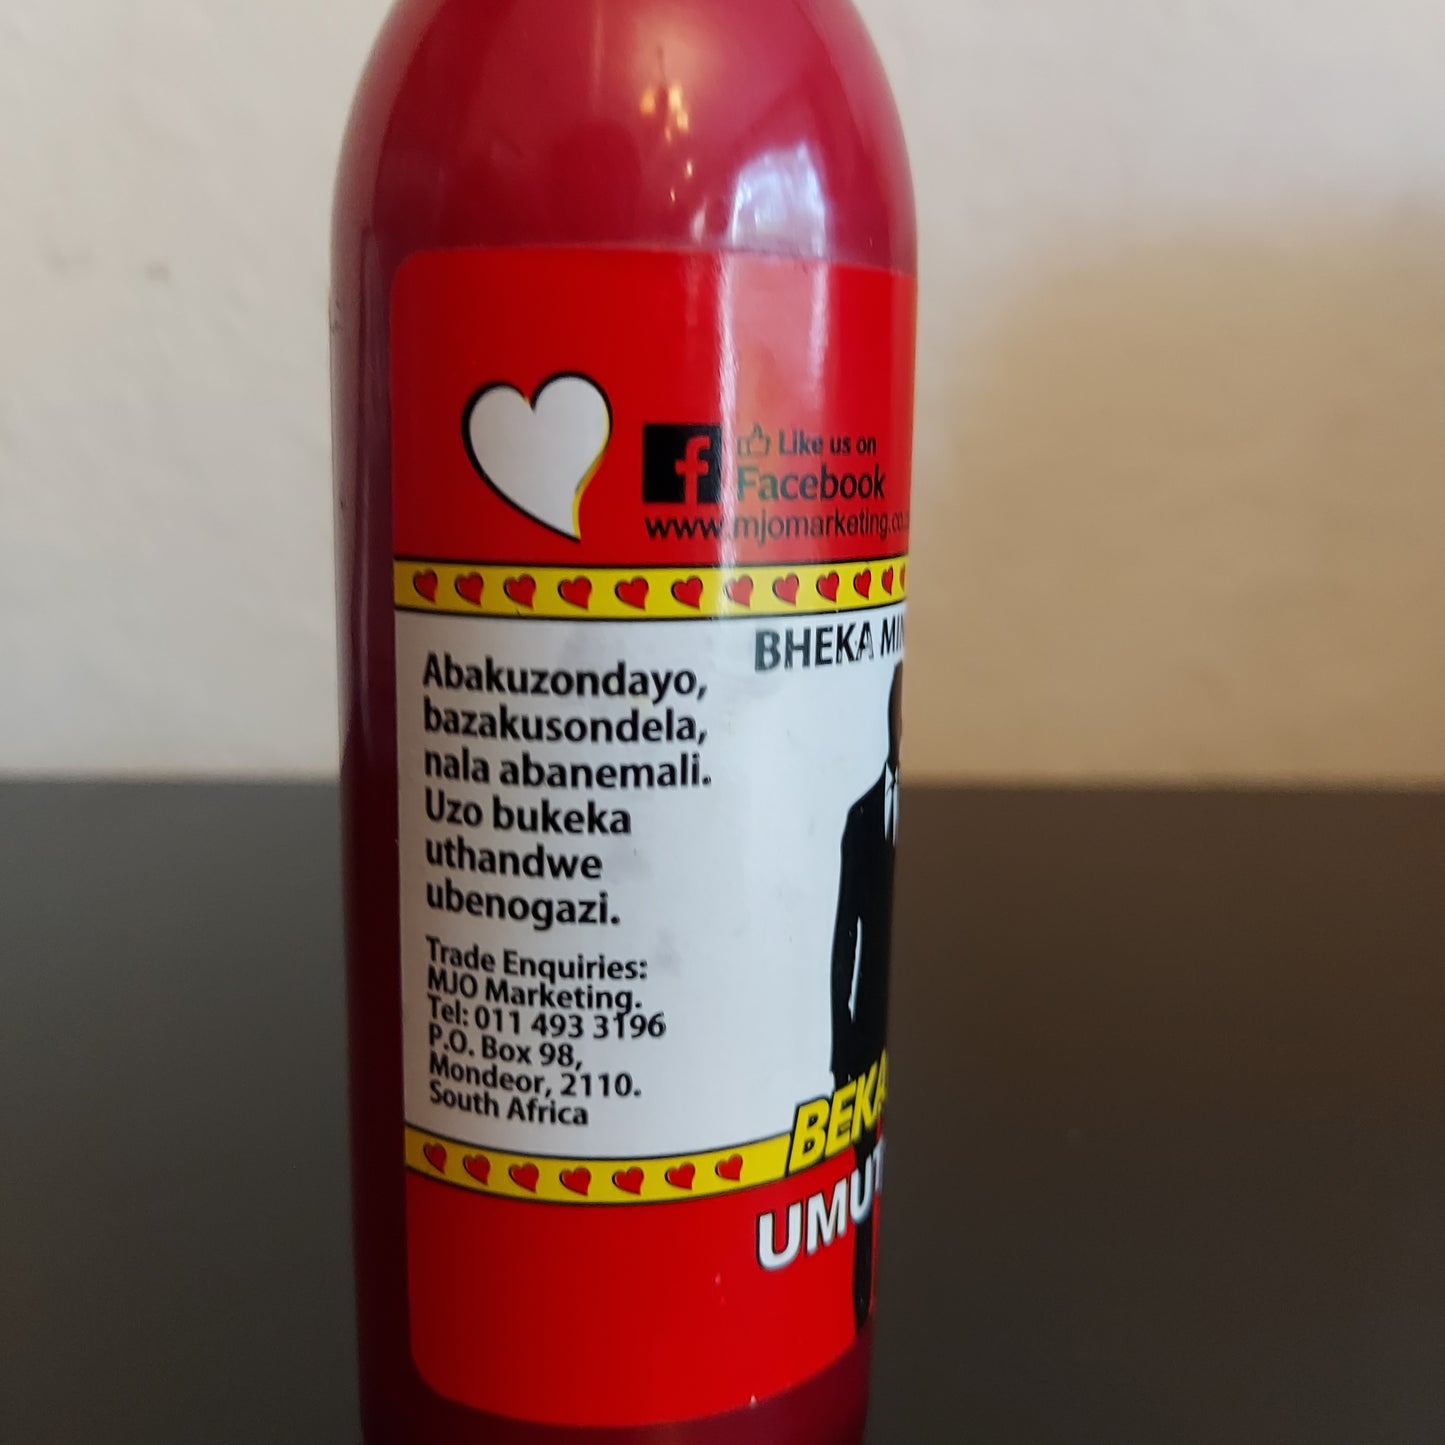 Like us on
Facebook
www.mjomarketing.co.
BHEKA
Abakuzondayo,
bazakusondela,
nala abanemali.
Uzo bukeka
uthandwe
ubenogazi.
Trade Enquiries:
MJO Marketing.
Tel: 011 493 3196
P.O. Box 98,
Mondeor, 2110.
South Africa